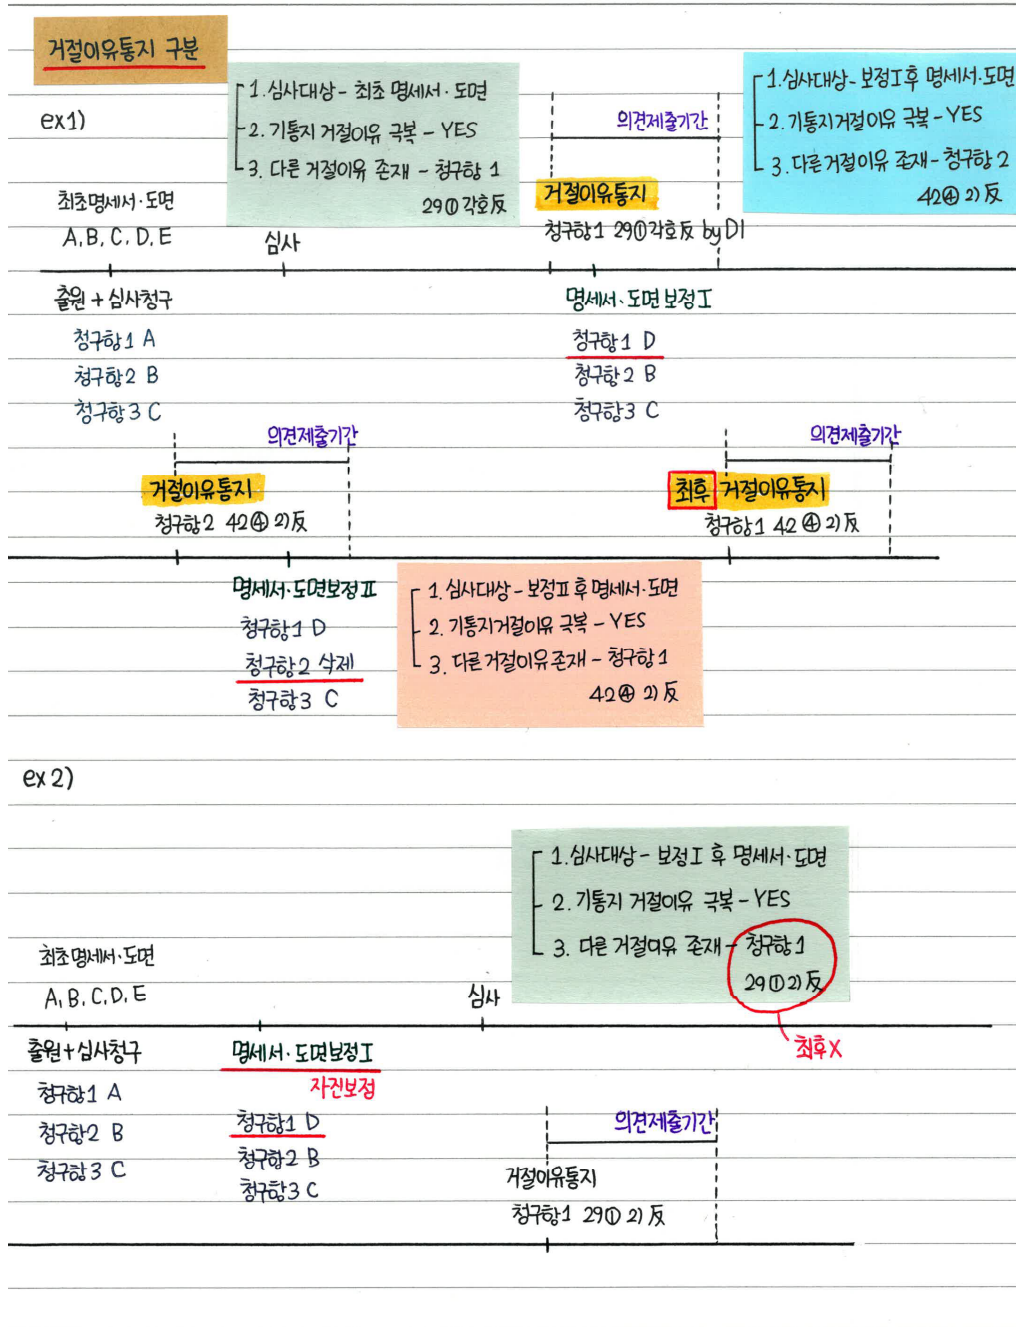 거절이유통지 구분
ex1)
1. 심사대상 - 최초 명세서·도면
2. 기통지 거절이유 극복 - YES
3. 다른 거절이유 존재 - 청구항 1
29① 각호 反
의견제출기간
1. 심사대상 - 보정Ⅰ 후 명세서·도면
2. 기통지 거절이유 극복 - YES
3. 다른 거절이유 존재 - 청구항 2
42④ 2) 反
최초명세서·도면
A, B, C, D, E
심사
거절이유통지
청구항1 29① 각호 反 by D1
출원 + 심사청구
청구항1 A
청구항2 B
청구항3 C
명세서·도면 보정Ⅰ
청구항1 D
청구항2 B
청구항3 C
의견제출기간
거절이유통지
청구항2 42④ 2) 反
의견제출기간
최후 거절이유통지
청구항1 42④ 2) 反
명세서·도면보정Ⅱ
청구항1 D
청구항2 삭제
청구항3 C
1. 심사대상 - 보정Ⅱ 후 명세서·도면
2. 기통지거절이유 극복 - YES
3. 다른 거절이유 존재 - 청구항1
42④ 2) 反
ex 2)
1. 심사대상 - 보정Ⅰ 후 명세서·도면
2. 기통지 거절이유 극복 - YES
3. 다른 거절이유 존재 - 청구항1
29① 2) 反
최초명세서·도면
A, B, C, D, E
심사
최후X
출원+심사청구
청구항1 A
청구항2 B
청구항3 C
명세서·도면보정Ⅰ
자진보정
청구항1 D
청구항2 B
청구항3 C
의견제출기간
거절이유통지
청구항1 29① 2) 反